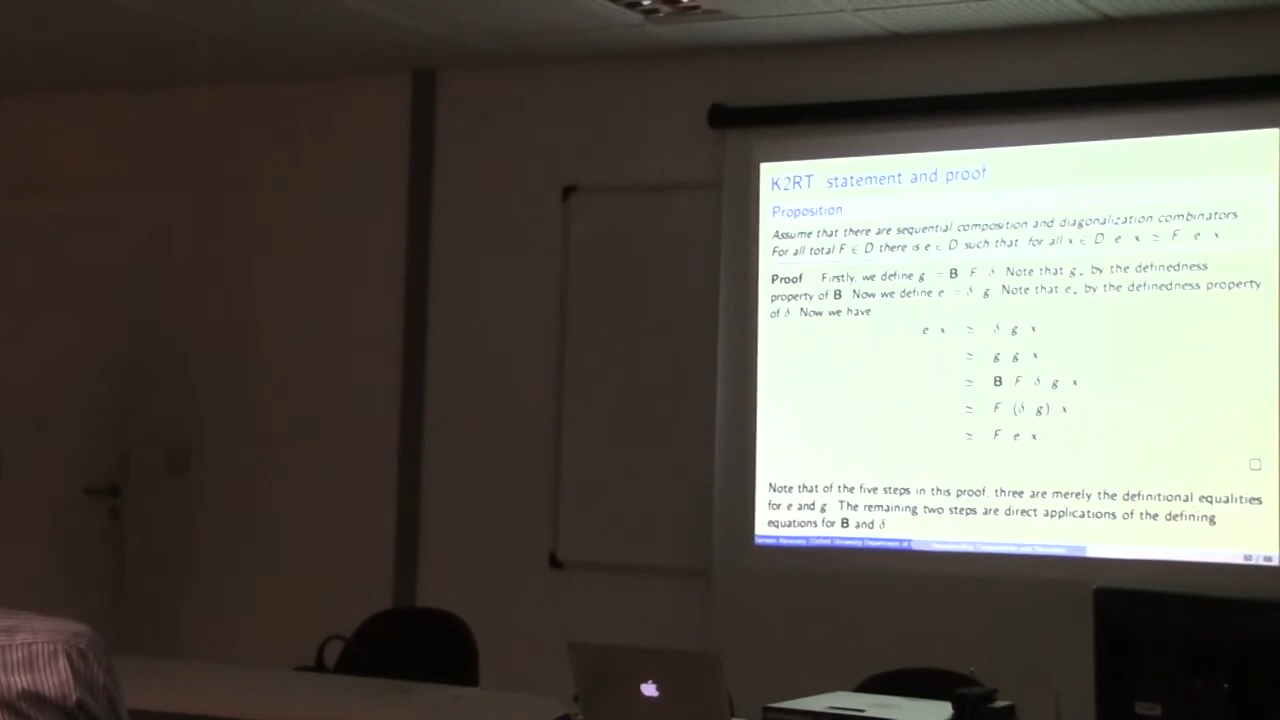 K2RT statement and proof
Proposition
Assume that there are sequential composition and diagonalization combinators
For all total F ∈ D there is e ∈ D such that, for all x ∈ D e x ≃ F e x
Proof Firstly, we define g = B F δ Note that g↓ by the definedness
property of B Now we define e = δ g Note that e↓ by the definedness property
of δ Now we have
e x ≃ δ g x
≃ g g x
≃ B F δ g x
≃ F (δ g) x
≃ F e x.
Note that of the five steps in this proof, three are merely the definitional equalities
for e and g. The remaining two steps are direct applications of the defining
equations for B and δ
(Oxford University Department of